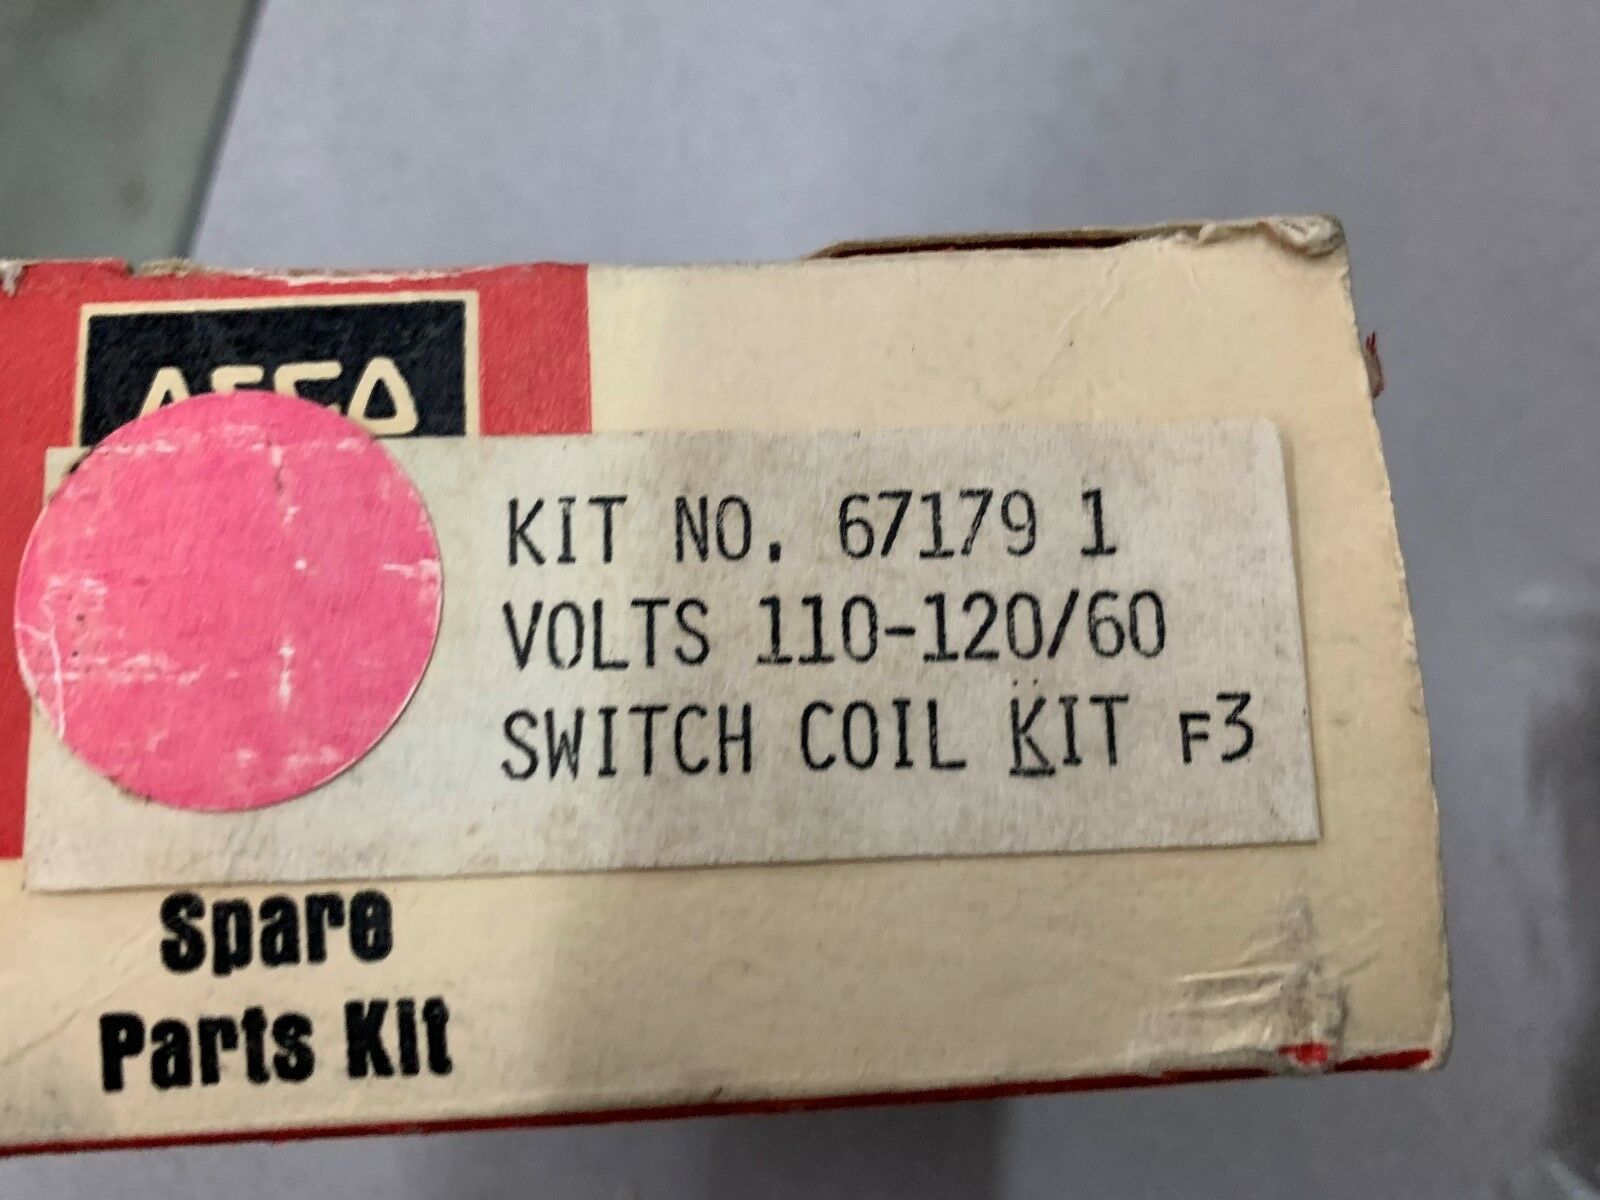 KIT NO. 67179 1
VOLTS 110-120/60
SWITCH COIL KIT F3
Spare
Parts Kit